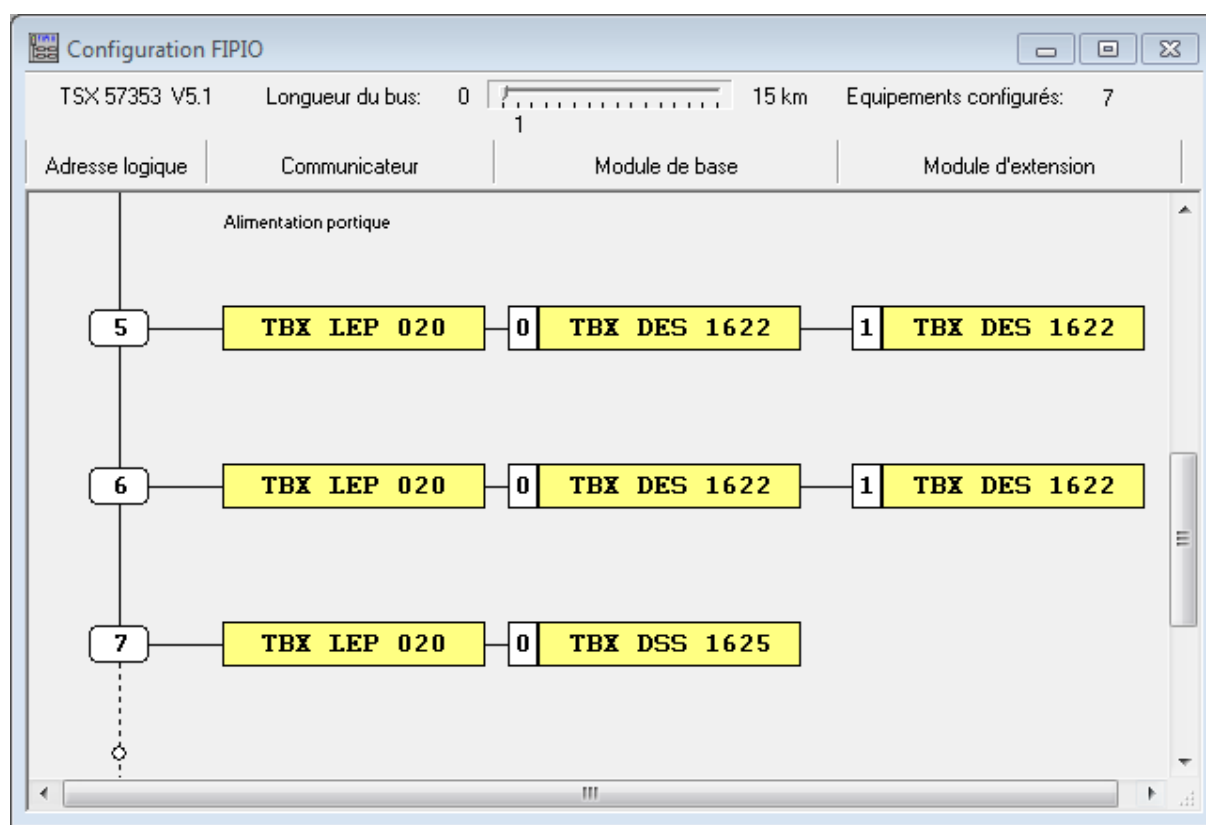 Configuration FIPIO
TSX 57353 V5.1 Longueur du bus: 0 15 km Equipements configurés: 7
1
Adresse logique Communicateur Module de base Module d'extension
Alimentation portique
5 TBX LEP 020 0 TBX DES 1622 1 TBX DES 1622
6 TBX LEP 020 0 TBX DES 1622 1 TBX DES 1622
7 TBX LEP 020 0 TBX DSS 1625